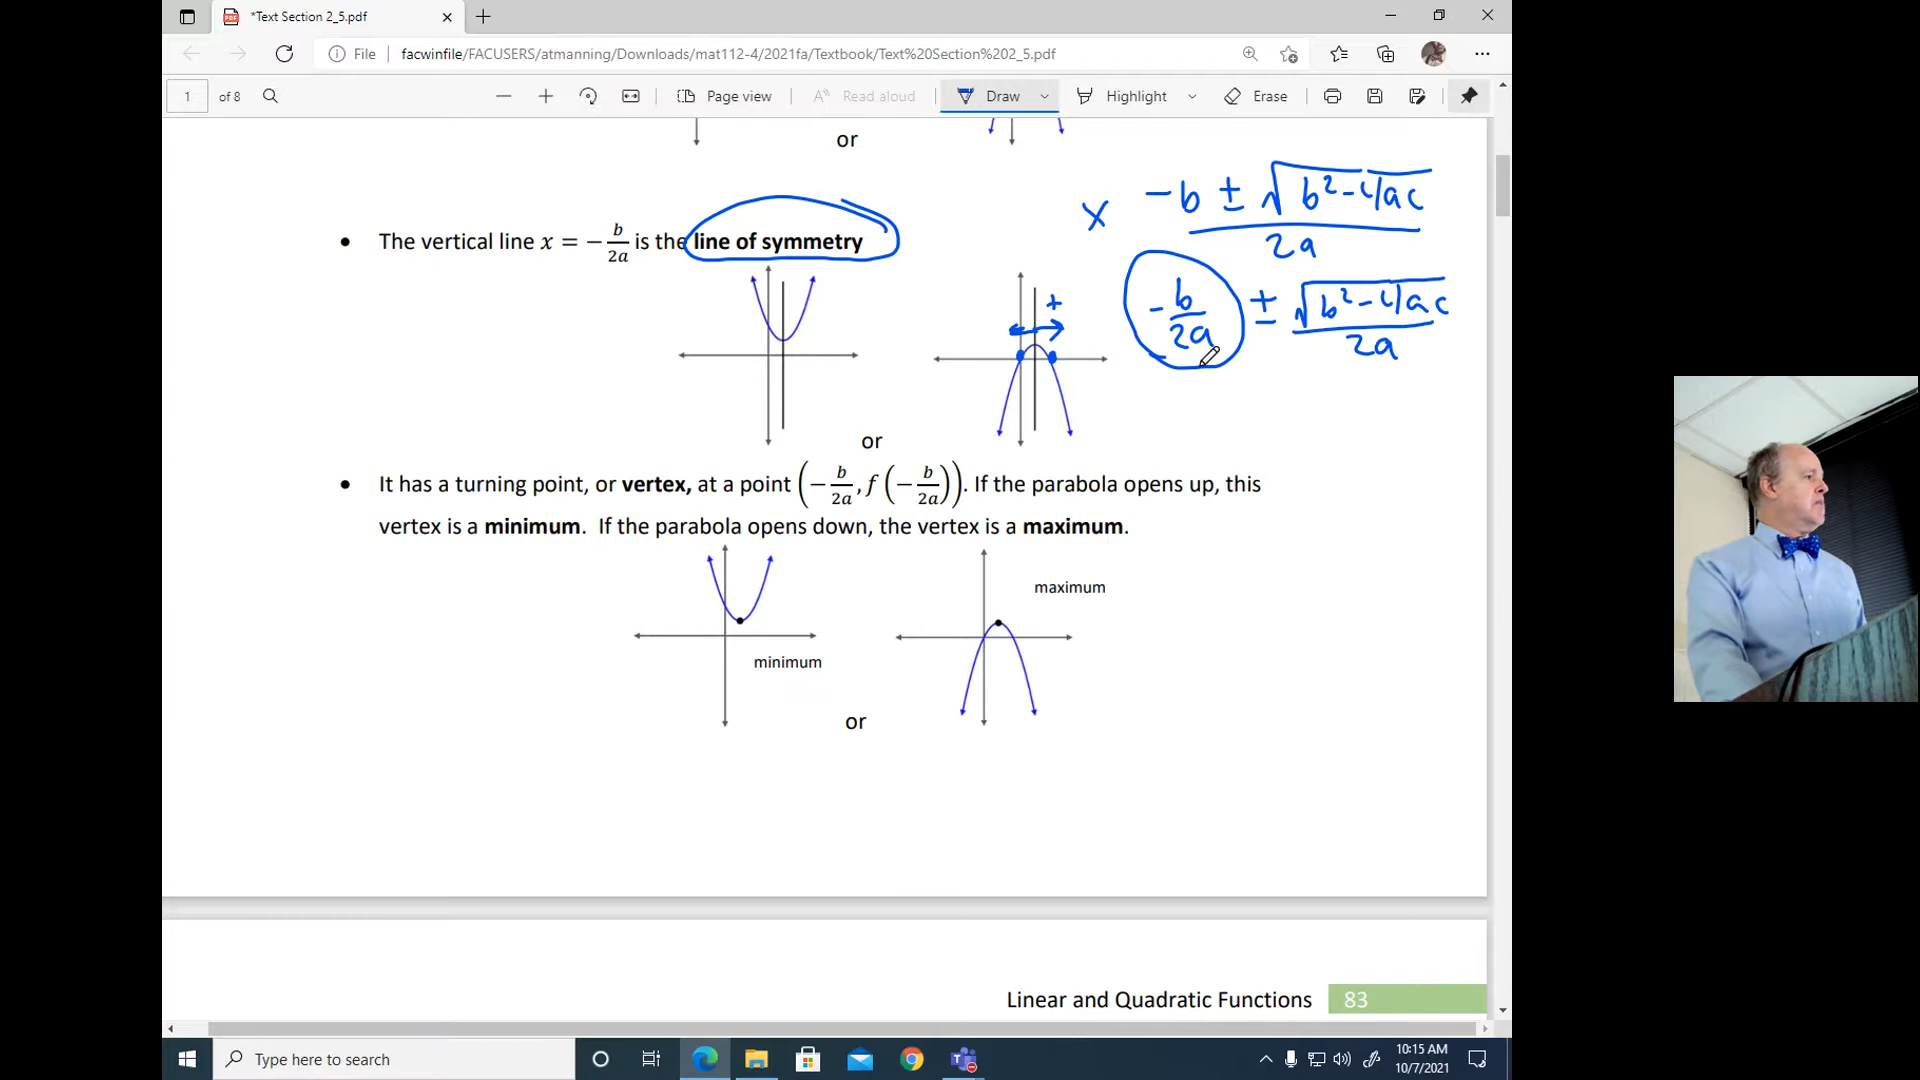 *Text Section 2_5.pdf
File facwinfile/FACUSERS/atmanning/Downloads/mat112-4/2021fa/Textbook/Text%20Section%202_5.pdf
1 of 8 Page view Read aloud Draw Highlight Erase
or
x -b ± √b²-4ac
2a
The vertical line x = − b/2a is the line of symmetry
+
-b/2a ± √b²-4ac
2a
or
It has a turning point, or vertex, at a point (− b/2a, f (− b/2a)). If the parabola opens up, this
vertex is a minimum. If the parabola opens down, the vertex is a maximum.
maximum
minimum
or
Linear and Quadratic Functions 83
Type here to search
10:15 AM
10/7/2021